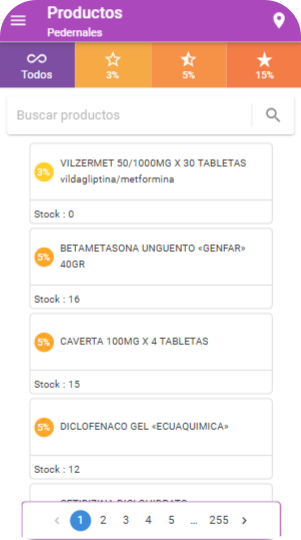 Productos
Pedernales
Todos
3%
5%
15%
Buscar productos
3%
VILZERMET 50/1000MG X 30 TABLETAS
vildagliptina/metformina
Stock : 0
5%
BETAMETASONA UNGUENTO «GENFAR»
40GR
Stock : 16
5%
CAVERTA 100MG X 4 TABLETAS
Stock : 15
5%
DICLOFENACO GEL «ECUAQUIMICA»
Stock : 12
1 2 3 4 5 ... 255